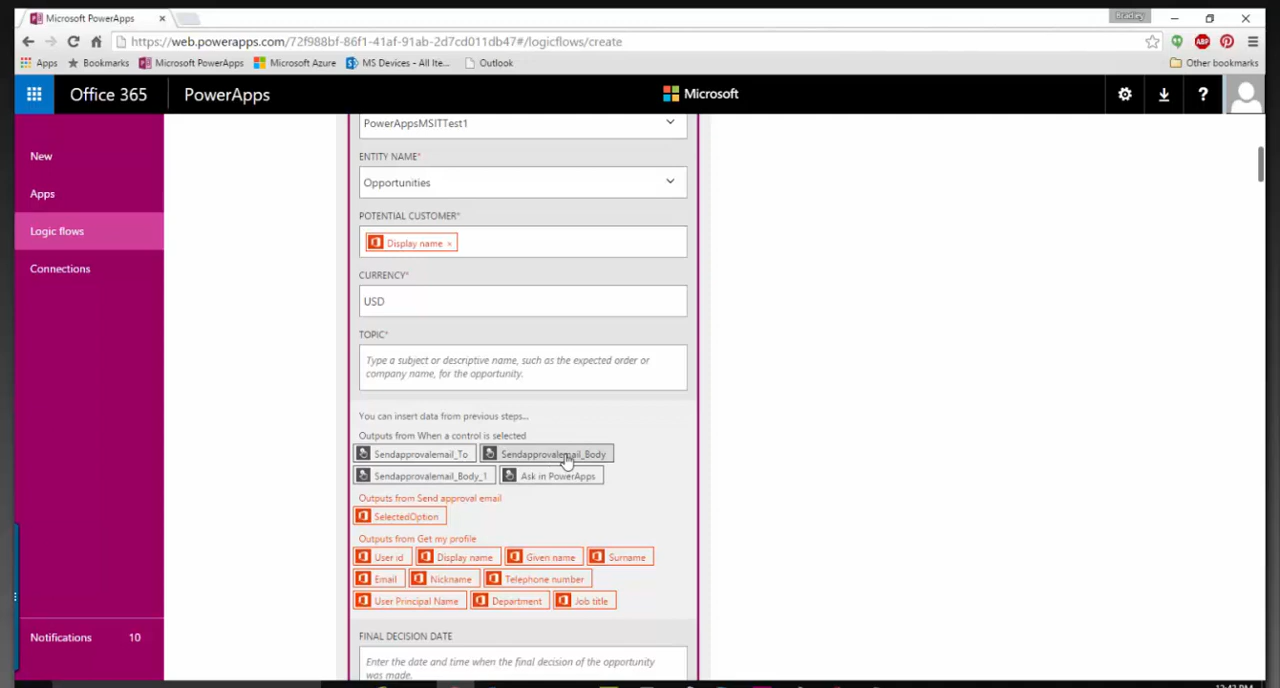 Microsoft PowerApps
Bradley
https://web.powerapps.com/72f988bf-86f1-41af-91ab-2d7cd011db47#/logicflows/create
ABP
Apps Bookmarks Microsoft PowerApps Microsoft Azure MS Devices - All Ite... Outlook Other bookmarks
Office 365 PowerApps Microsoft ?
New
Apps
Logic flows
Connections
Notifications 10
PowerAppsMSITTest1
ENTITY NAME*
Opportunities
POTENTIAL CUSTOMER*
Display name ×
CURRENCY*
USD
TOPIC*
Type a subject or descriptive name, such as the expected order or
company name, for the opportunity.
You can insert data from previous steps...
Outputs from When a control is selected
Sendapprovalemail_To Sendapprovalemail_Body
Sendapprovalemail_Body_1 Ask in PowerApps
Outputs from Send approval email
SelectedOption
Outputs from Get my profile
User id Display name Given name Surname
Email Nickname Telephone number
User Principal Name Department Job title
FINAL DECISION DATE
Enter the date and time when the final decision of the opportunity
was made.